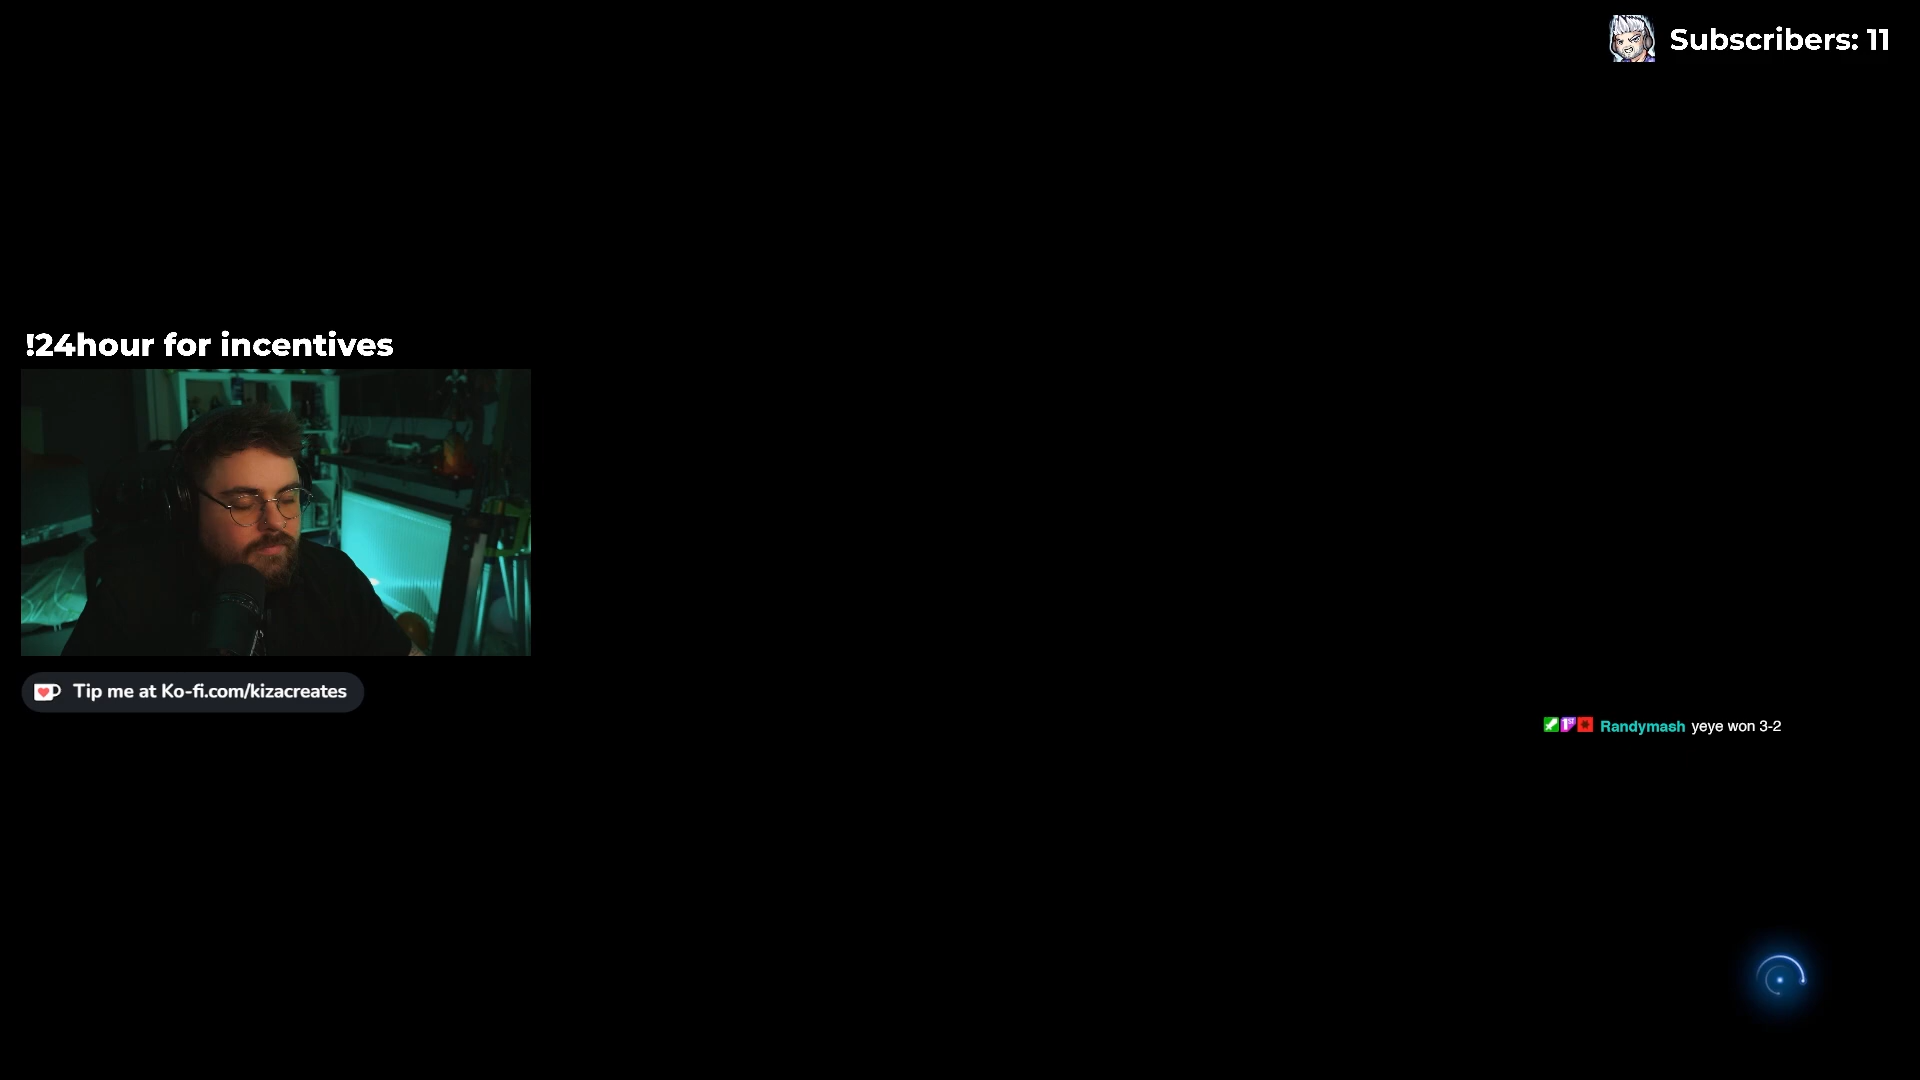 Subscribers: 11
!24hour for incentives
Tip me at Ko-fi.com/kizacreates
Randymash yeye won 3-2